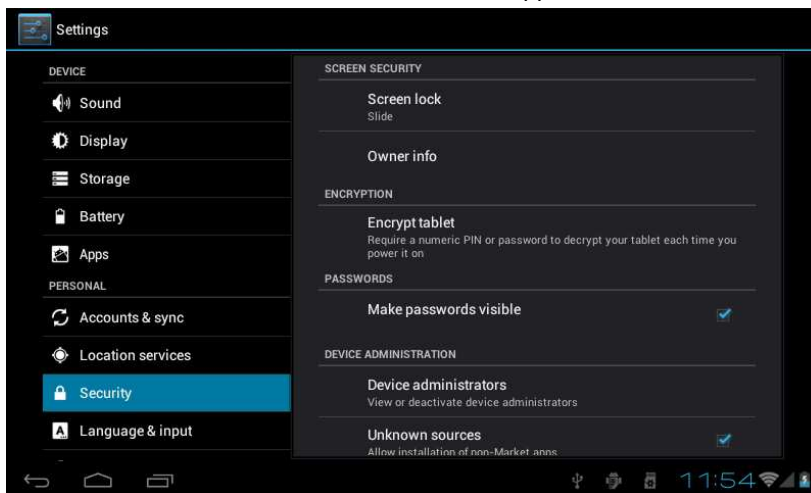 Settings
DEVICE
Sound
Display
Storage
Battery
Apps
PERSONAL
Accounts & sync
Location services
Security
Language & input
SCREEN SECURITY
Screen lock
Slide
Owner info
ENCRYPTION
Encrypt tablet
Require a numeric PIN or password to decrypt your tablet each time you
power it on
PASSWORDS
Make passwords visible
DEVICE ADMINISTRATION
Device administrators
View or deactivate device administrators
Unknown sources
Allow installation of non-Market apps
11:54